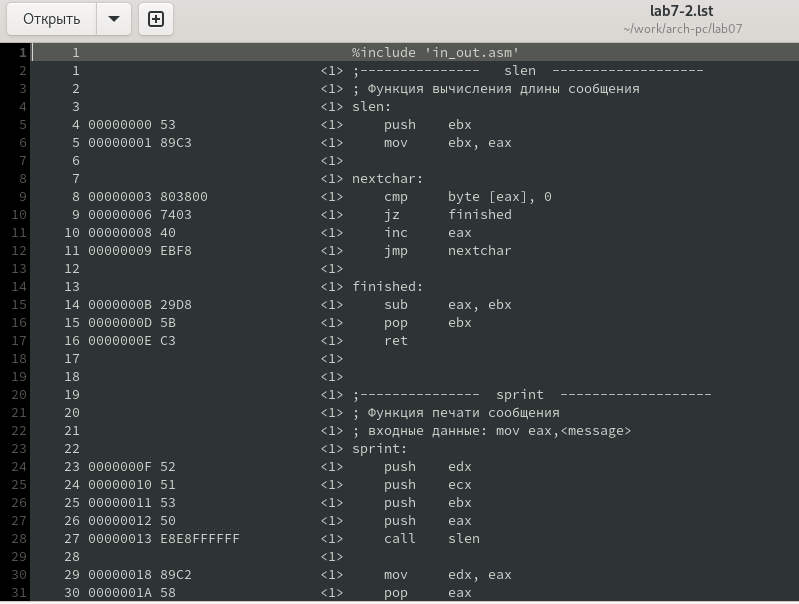 Открыть
lab7-2.lst
~/work/arch-pc/lab07
1 1 %include 'in_out.asm'
2 1 <1> ;--------------- slen -------------------
3 2 <1> ; Функция вычисления длины сообщения
4 3 <1> slen:
5 4 00000000 53 <1> push ebx
6 5 00000001 89C3 <1> mov ebx, eax
7 6 <1>
8 7 <1> nextchar:
9 8 00000003 803800 <1> cmp byte [eax], 0
10 9 00000006 7403 <1> jz finished
11 10 00000008 40 <1> inc eax
12 11 00000009 EBF8 <1> jmp nextchar
13 12 <1>
14 13 <1> finished:
15 14 0000000B 29D8 <1> sub eax, ebx
16 15 0000000D 5B <1> pop ebx
17 16 0000000E C3 <1> ret
18 17 <1>
19 18 <1>
20 19 <1> ;--------------- sprint -------------------
21 20 <1> ; Функция печати сообщения
22 21 <1> ; входные данные: mov eax,<message>
23 22 <1> sprint:
24 23 0000000F 52 <1> push edx
25 24 00000010 51 <1> push ecx
26 25 00000011 53 <1> push ebx
27 26 00000012 50 <1> push eax
28 27 00000013 E8E8FFFFFF <1> call slen
29 28 <1>
30 29 00000018 89C2 <1> mov edx, eax
31 30 0000001A 58 <1> pop eax